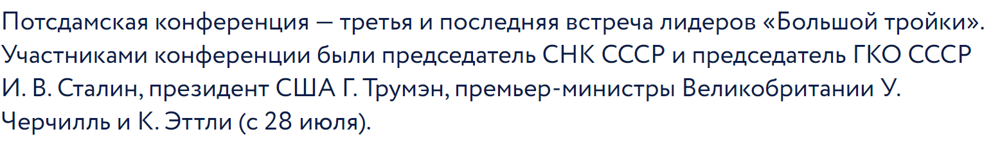 Потсдамская конференция — третья и последняя встреча лидеров «Большой тройки».
Участниками конференции были председатель СНК СССР и председатель ГКО СССР
И. В. Сталин, президент США Г. Трумэн, премьер-министры Великобритании У.
Черчилль и К. Эттли (с 28 июля).